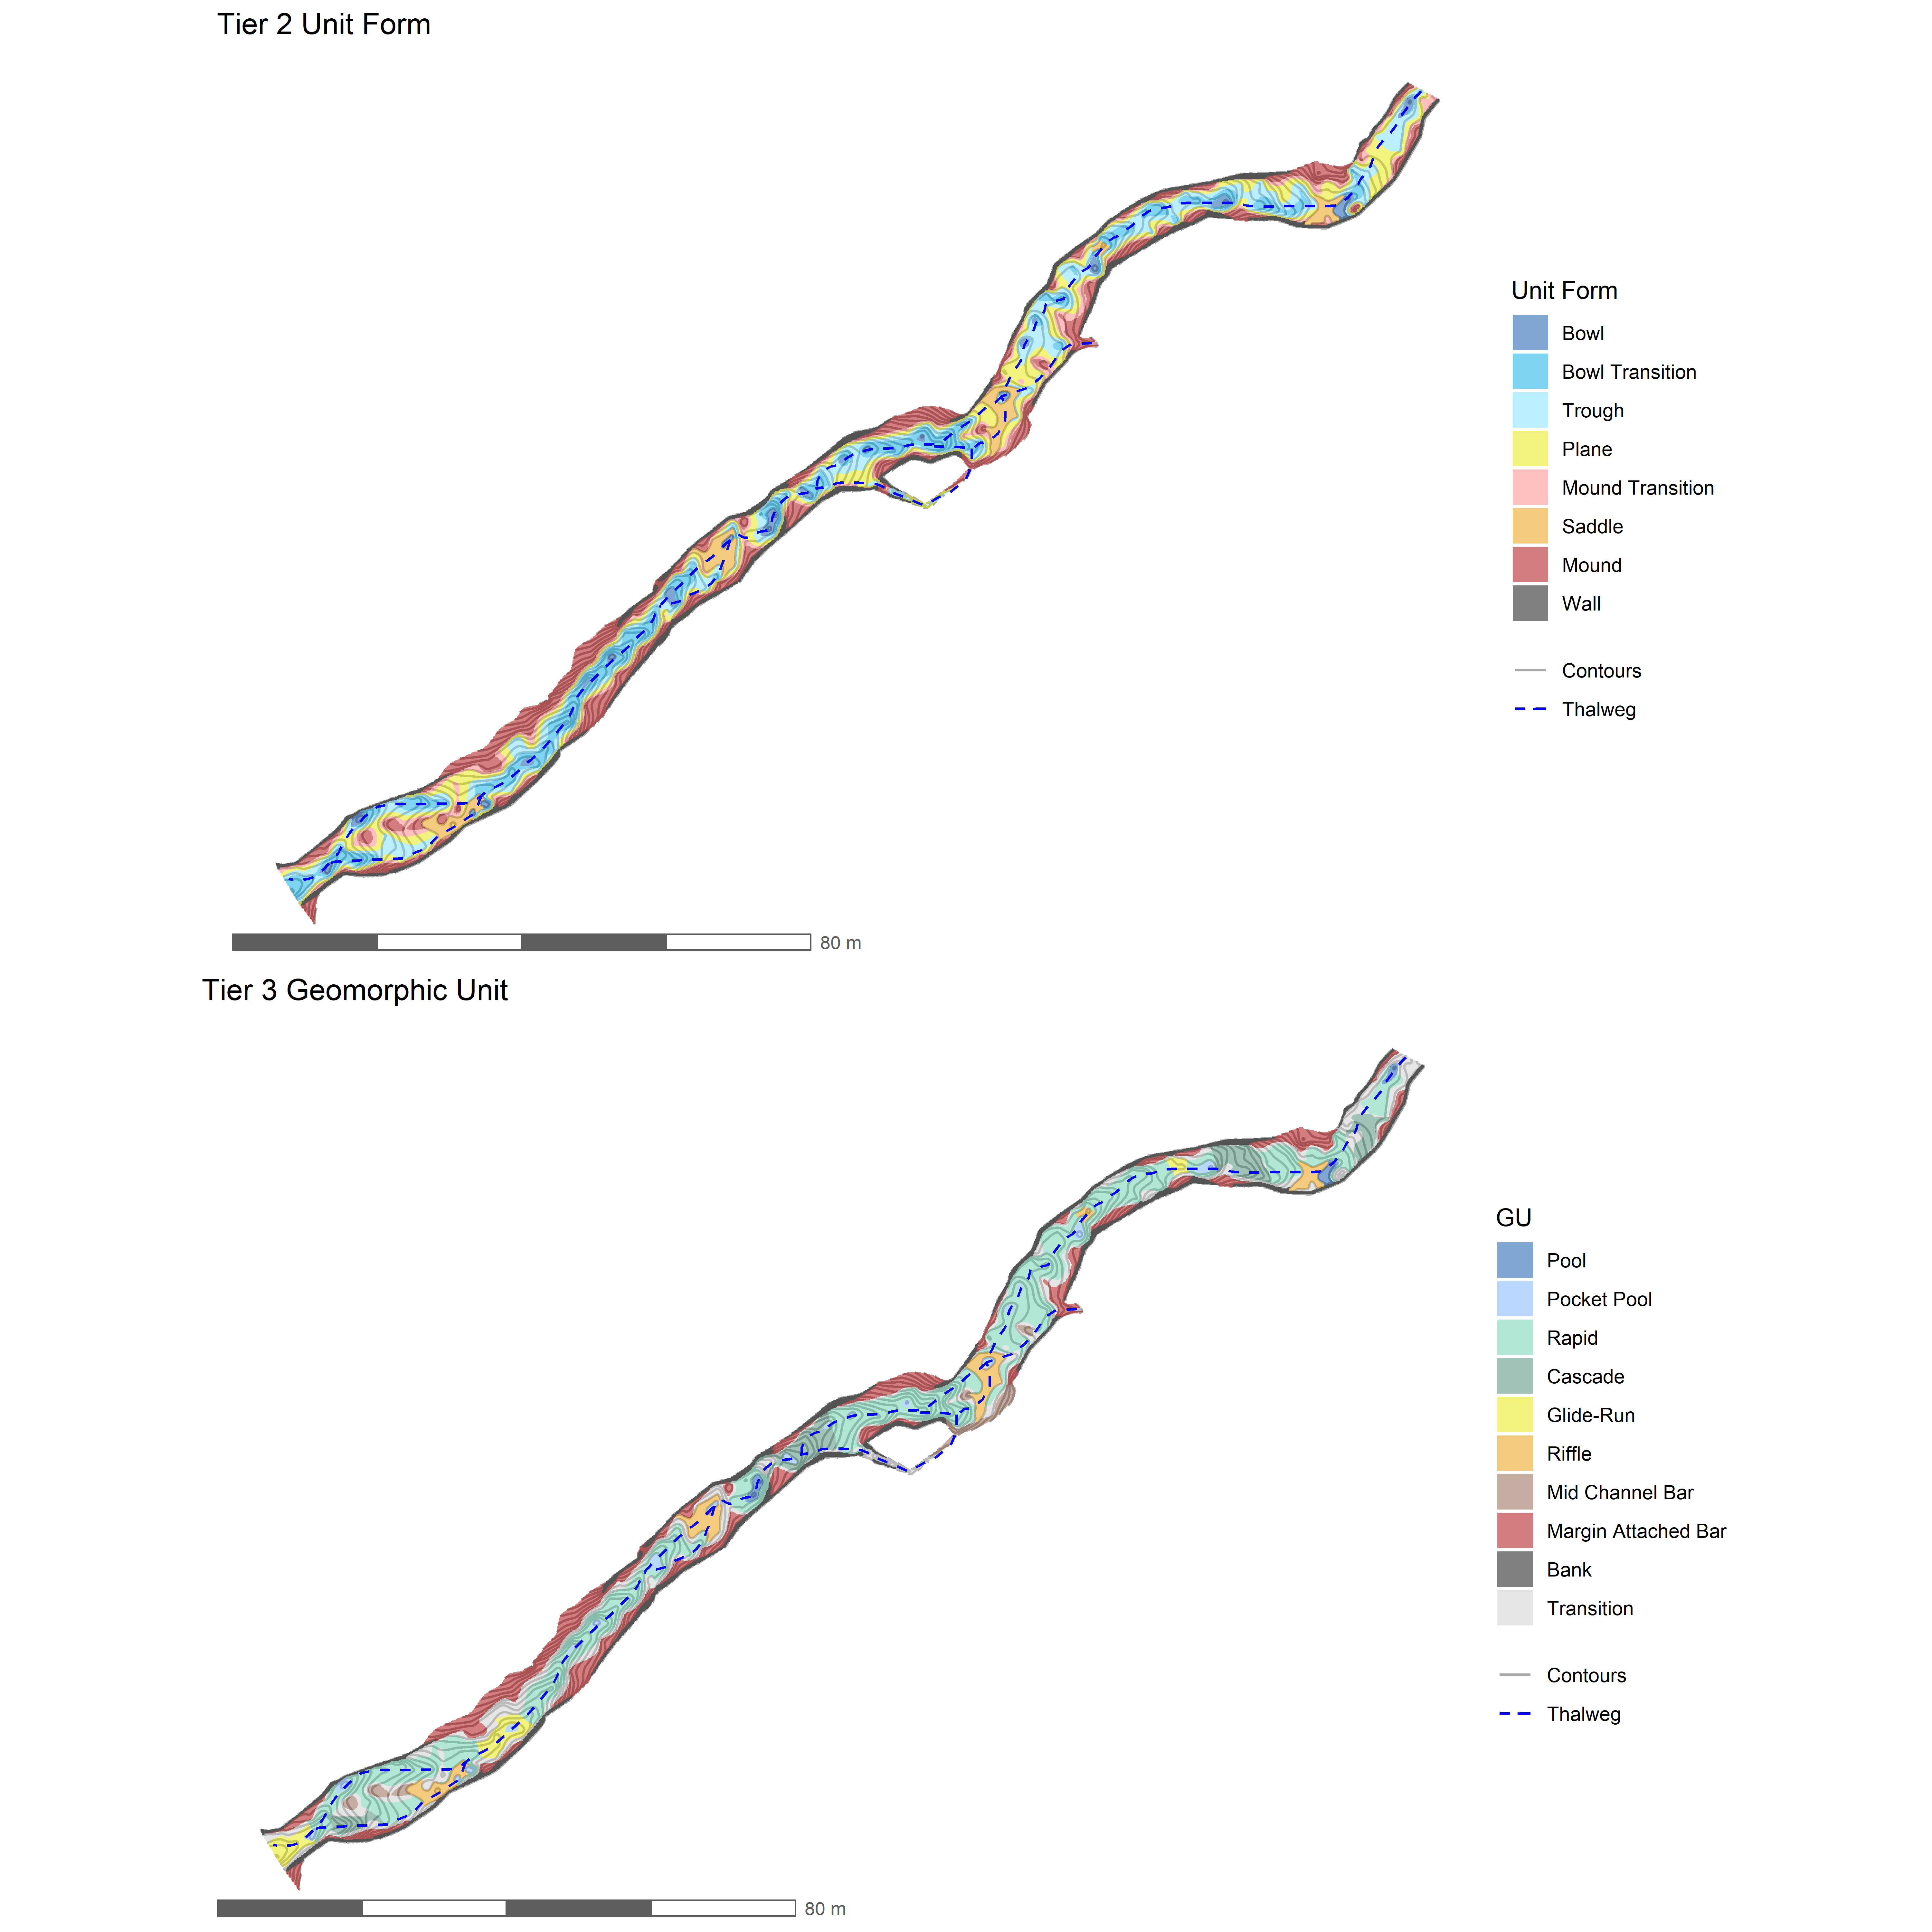 Tier 2 Unit Form
Unit Form
Bowl
Bowl Transition
Trough
Plane
Mound Transition
Saddle
Mound
Wall
Contours
Thalweg
80 m
Tier 3 Geomorphic Unit
GU
Pool
Pocket Pool
Rapid
Cascade
Glide-Run
Riffle
Mid Channel Bar
Margin Attached Bar
Bank
Transition
Contours
Thalweg
80 m